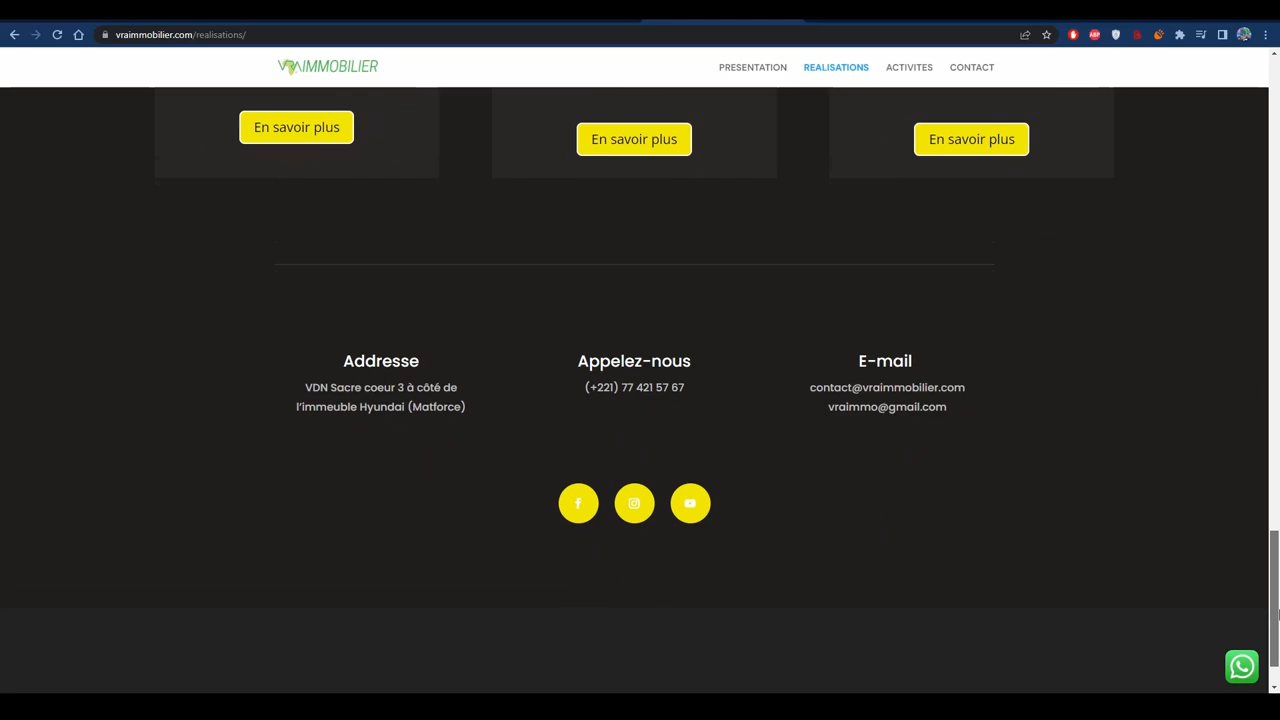 vraimmobilier.com/realisations/
VRAIMMOBILIER
PRESENTATION
REALISATIONS
ACTIVITES
CONTACT
En savoir plus
En savoir plus
En savoir plus
Addresse
VDN Sacre coeur 3 à côté de
l'immeuble Hyundai (Matforce)
Appelez-nous
(+221) 77 421 57 67
E-mail
contact@vraimmobilier.com
vraimmo@gmail.com